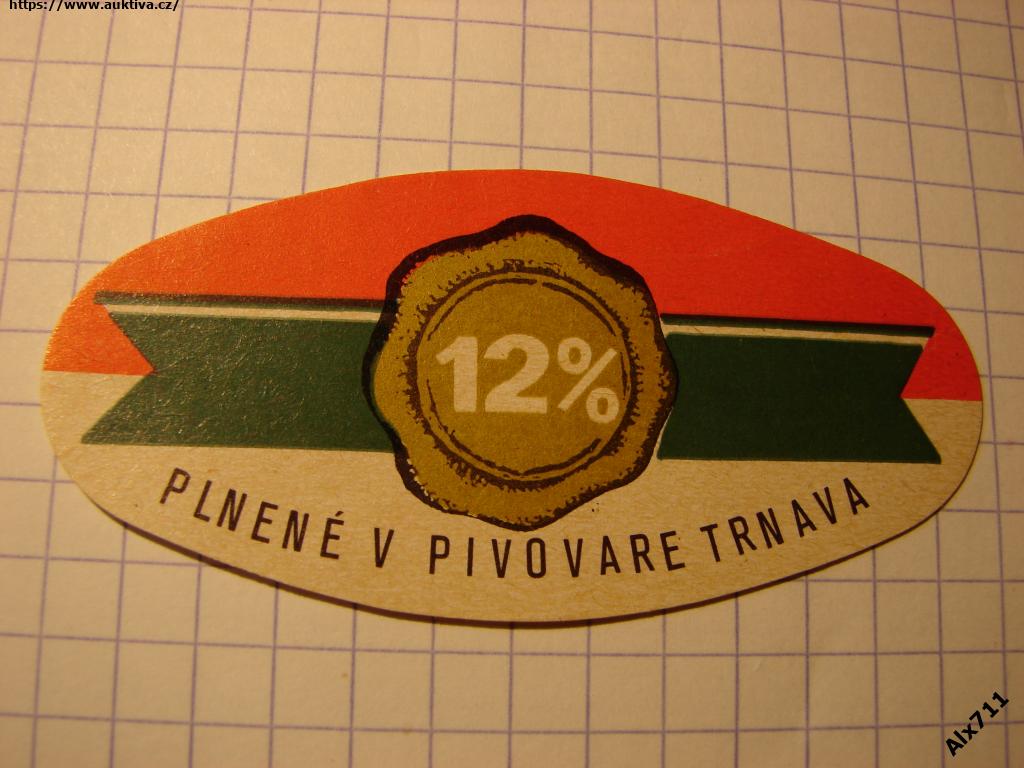 https://www.auktiva.cz/
12%
PLNENÉ V PIVOVARE TRNAVA
Alx711